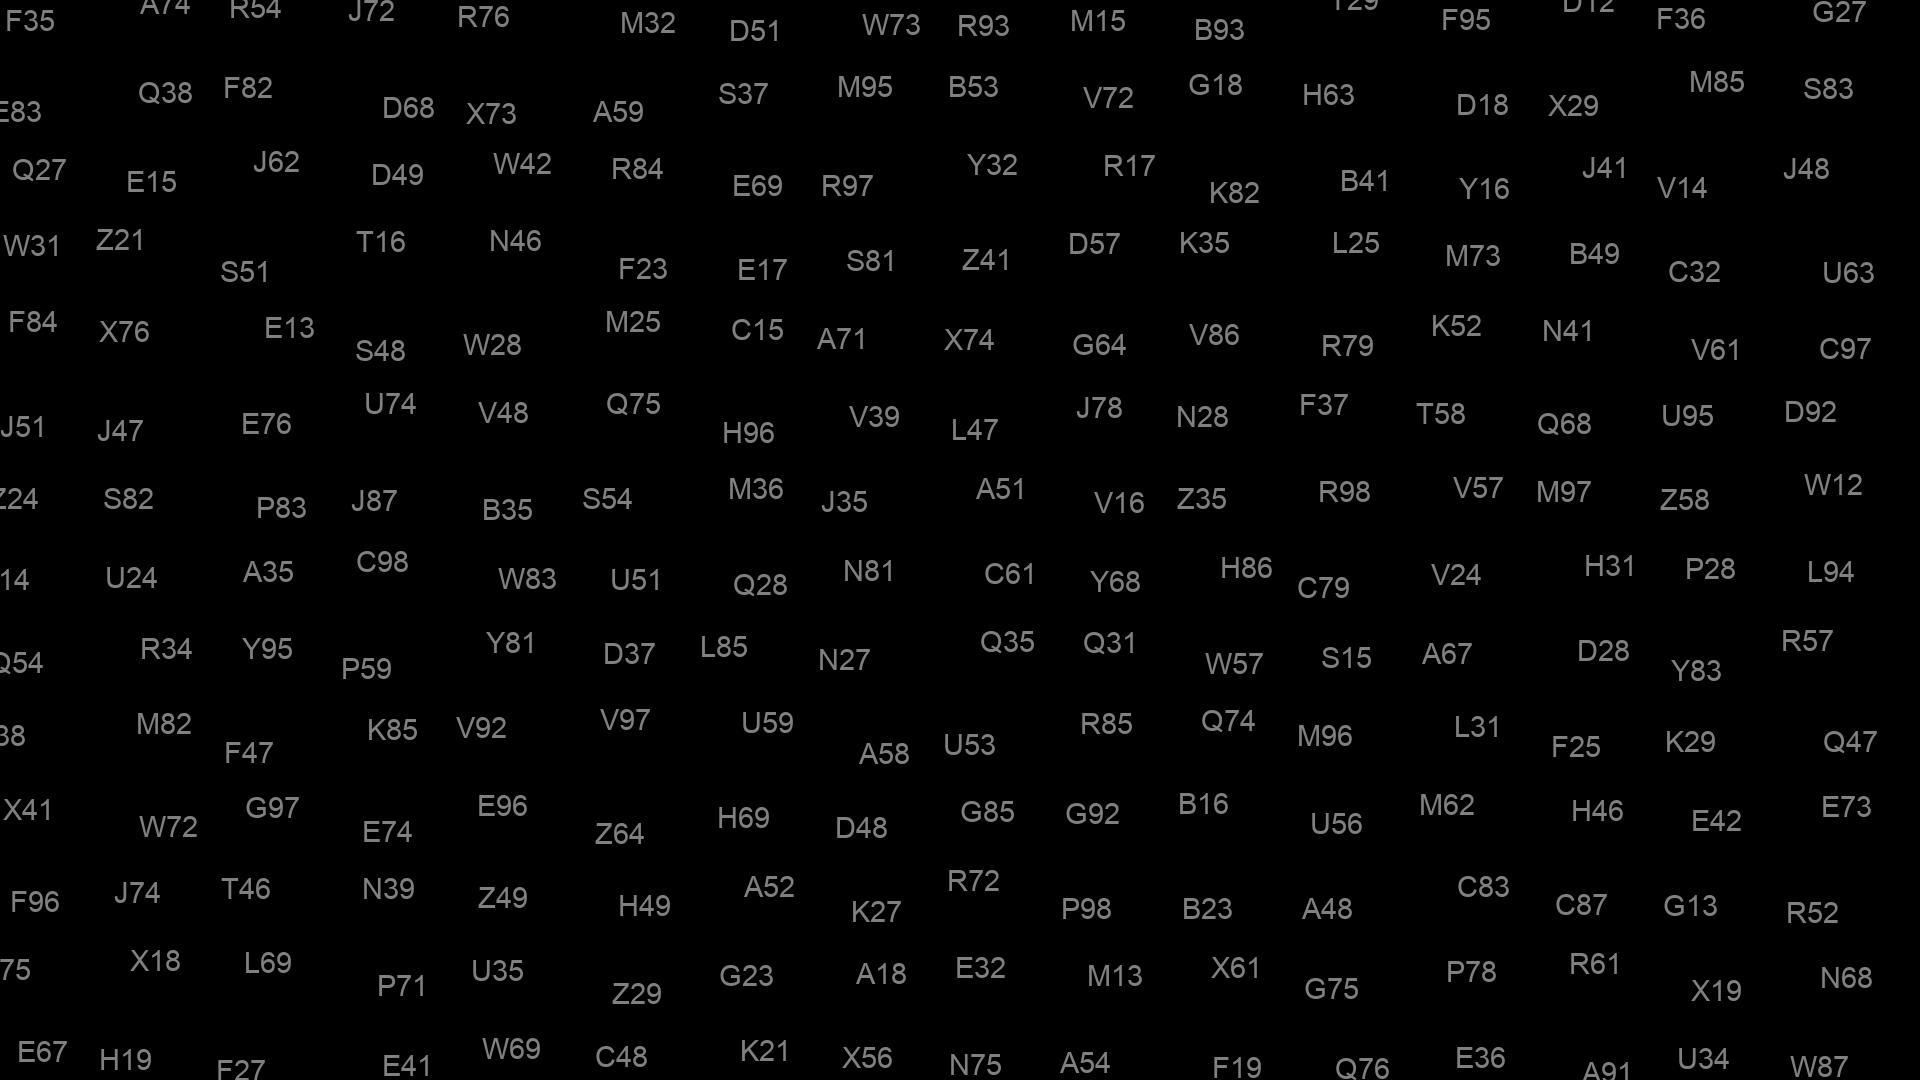 F35 A74 R54 J72 R76 M32 D51 W73 R93 M15 B93 T29 F95 D12 F36 G27
E83 Q38 F82 D68 X73 A59 S37 M95 B53 V72 G18 H63 D18 X29 M85 S83
Q27 E15 J62 D49 W42 R84 E69 R97 Y32 R17 K82 B41 Y16 J41 V14 J48
W31 Z21 S51 T16 N46 F23 E17 S81 Z41 D57 K35 L25 M73 B49 C32 U63
F84 X76 E13 S48 W28 M25 C15 A71 X74 G64 V86 R79 K52 N41 V61 C97
J51 J47 E76 U74 V48 Q75 H96 V39 L47 J78 N28 F37 T58 Q68 U95 D92
Z24 S82 P83 J87 B35 S54 M36 J35 A51 V16 Z35 R98 V57 M97 Z58 W12
14 U24 A35 C98 W83 U51 Q28 N81 C61 Y68 H86 C79 V24 H31 P28 L94
Q54 R34 Y95 P59 Y81 D37 L85 N27 Q35 Q31 W57 S15 A67 D28 Y83 R57
38 M82 F47 K85 V92 V97 U59 A58 U53 R85 Q74 M96 L31 F25 K29 Q47
X41 W72 G97 E74 E96 Z64 H69 D48 G85 G92 B16 U56 M62 H46 E42 E73
F96 J74 T46 N39 Z49 H49 A52 K27 R72 P98 B23 A48 C83 C87 G13 R52
75 X18 L69 P71 U35 Z29 G23 A18 E32 M13 X61 G75 P78 R61 X19 N68
E67 H19 F27 E41 W69 C48 K21 X56 N75 A54 F19 Q76 E36 A91 U34 W87